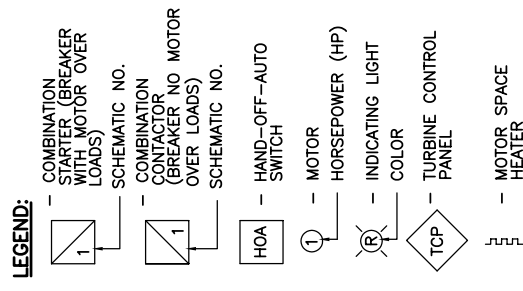 LEGEND:
1
- COMBINATION
STARTER (BREAKER
WITH MOTOR OVER
LOADS)
SCHEMATIC NO.
1
- COMBINATION
CONTACTOR
(BREAKER NO MOTOR
OVER LOADS)
SCHEMATIC NO.
HOA
- HAND-OFF-AUTO
SWITCH
1
- MOTOR
HORSEPOWER (HP)
R
- INDICATING LIGHT
COLOR
TCP
- TURBINE CONTROL
PANEL
- MOTOR SPACE
HEATER